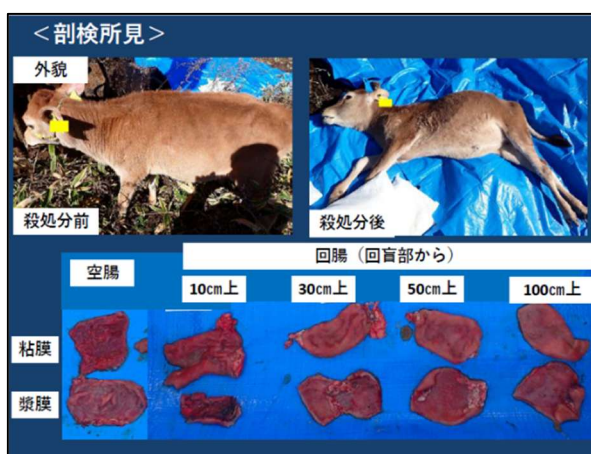 ＜剖検所見＞
外貌
殺処分前
殺処分後
空腸
回腸（回盲部から）
10㎝上
30㎝上
50㎝上
100㎝上
粘膜
漿膜